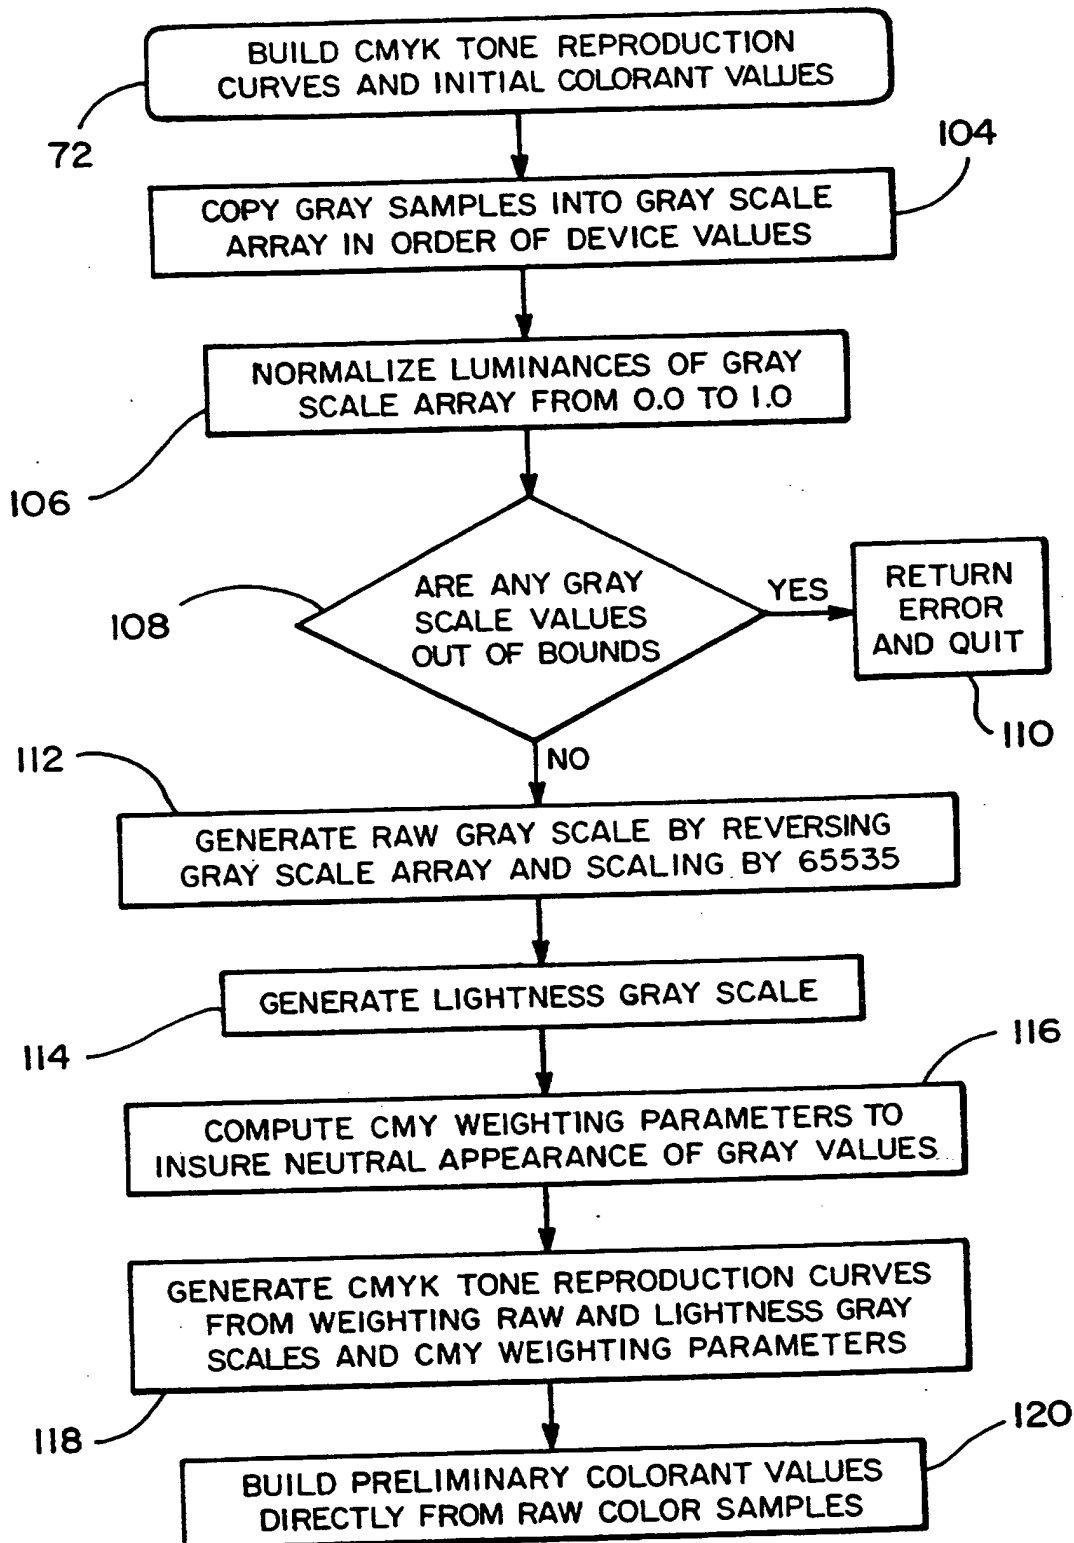 BUILD CMYK TONE REPRODUCTION
CURVES AND INITIAL COLORANT VALUES
72
104
COPY GRAY SAMPLES INTO GRAY SCALE
ARRAY IN ORDER OF DEVICE VALUES
NORMALIZE LUMINANCES OF GRAY
SCALE ARRAY FROM 0.0 TO 1.0
106
ARE ANY GRAY
SCALE VALUES
OUT OF BOUNDS
108
YES
RETURN
ERROR
AND QUIT
110
NO
112
GENERATE RAW GRAY SCALE BY REVERSING
GRAY SCALE ARRAY AND SCALING BY 65535
GENERATE LIGHTNESS GRAY SCALE
114
116
COMPUTE CMY WEIGHTING PARAMETERS TO
INSURE NEUTRAL APPEARANCE OF GRAY VALUES
GENERATE CMYK TONE REPRODUCTION CURVES
FROM WEIGHTING RAW AND LIGHTNESS GRAY
SCALES AND CMY WEIGHTING PARAMETERS
118
120
BUILD PRELIMINARY COLORANT VALUES
DIRECTLY FROM RAW COLOR SAMPLES